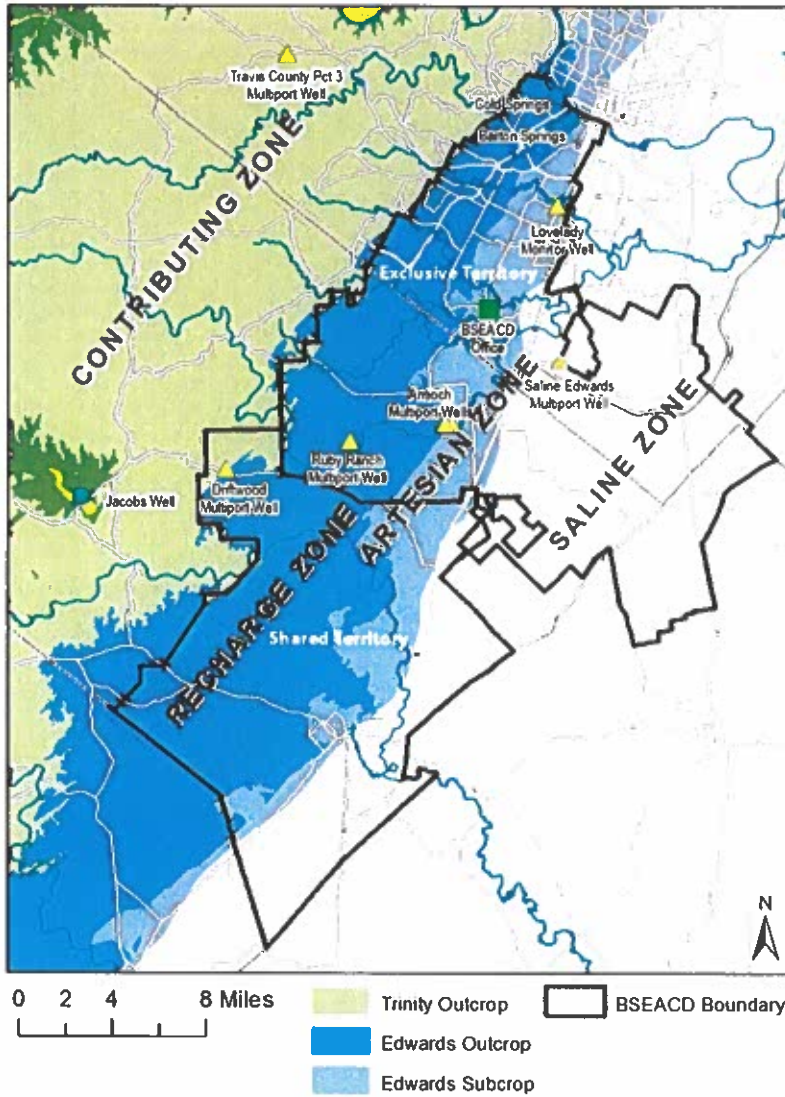 Travis County Pct 3
Multiport Well
Cold Springs
Barton Springs
CONTRIBUTING ZONE
Lovelady
Monitor Well
Exclusive Territory
BSEACD
Office
Saline Edwards
Multiport Well
Antioch
Multiport Well
Ruby Ranch
Multiport Well
Driftwood
Multiport Well
Jacobs Well
ARTESIAN ZONE
SALINE ZONE
RECHARGE ZONE
Shared Territory
N
0 2 4 8 Miles
Trinity Outcrop
BSEACD Boundary
Edwards Outcrop
Edwards Subcrop